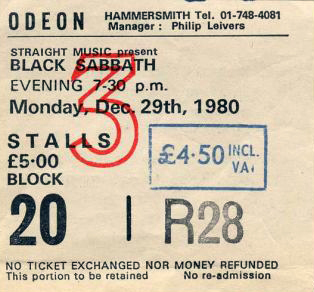 ODEON HAMMERSMITH Tel. 01-748-4081
Manager : Philip Leivers
STRAIGHT MUSIC present
BLACK SABBATH
EVENING 7-30 p.m.
Monday, Dec. 29th, 1980
3
STALLS
£5·00
£4·50 INCL. VAT
BLOCK
20 | R28
NO TICKET EXCHANGED NOR MONEY REFUNDED
This portion to be retained No re-admission